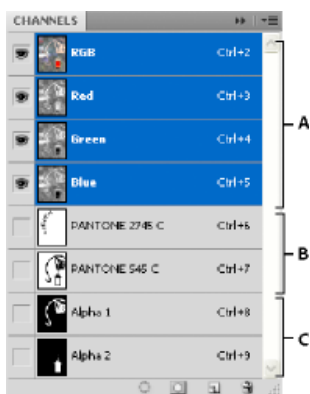 CHANNELS
RGB Ctrl+2
Red Ctrl+3
Green Ctrl+4
Blue Ctrl+5
A
PANTONE 2745 C Ctrl+6
PANTONE 545 C Ctrl+7
B
Alpha 1 Ctrl+8
Alpha 2 Ctrl+9
C